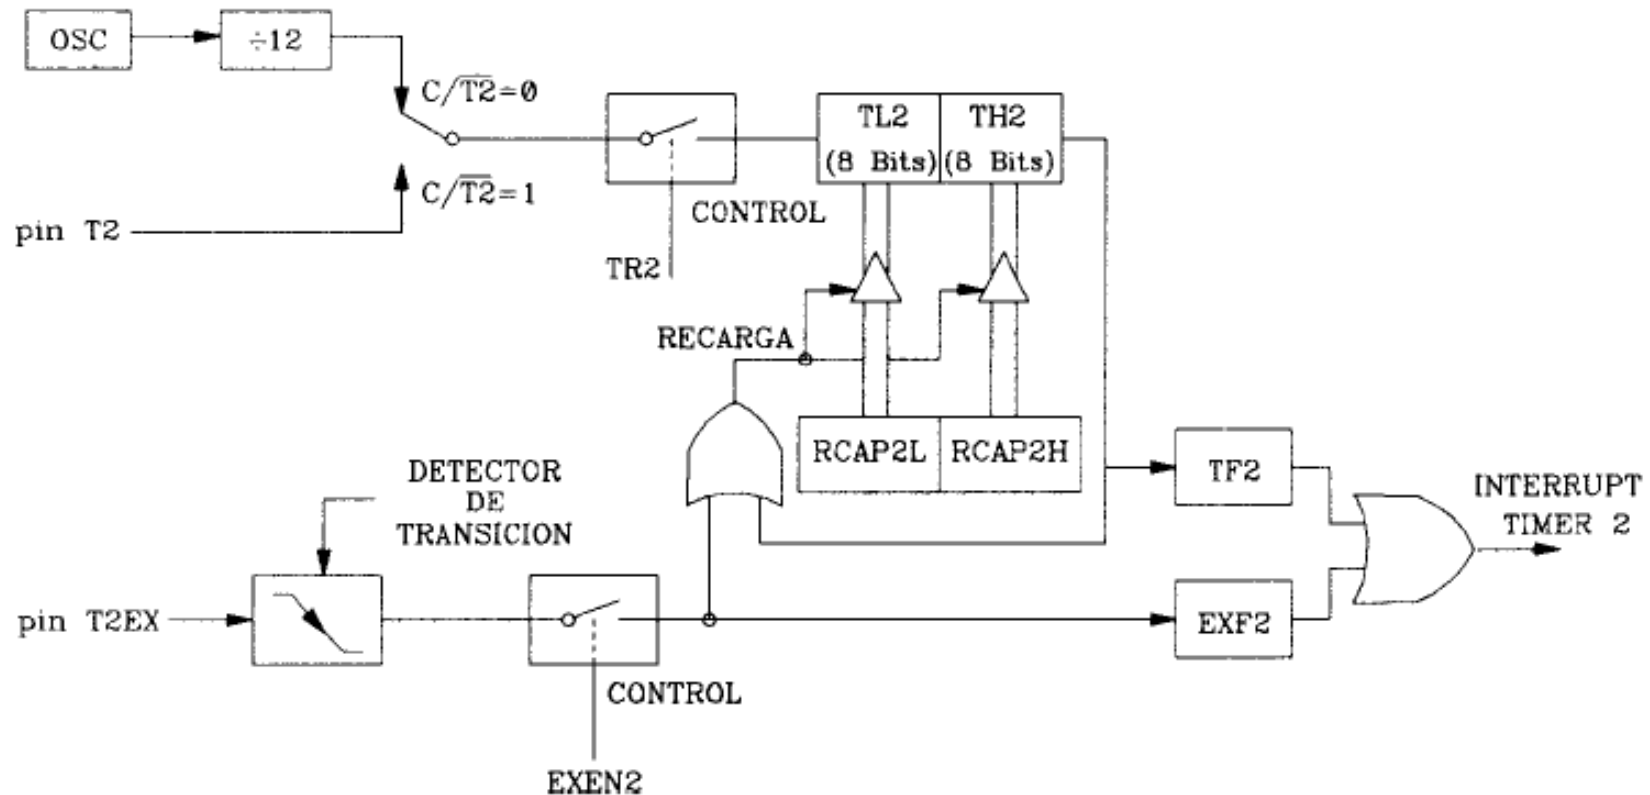 OSC
÷12
C/T2=0
C/T2=1
pin T2
TR2
CONTROL
TL2
(8 Bits)
TH2
(8 Bits)
RECARGA
RCAP2L
RCAP2H
DETECTOR
DE
TRANSICION
pin T2EX
CONTROL
EXEN2
TF2
EXF2
INTERRUPT
TIMER 2